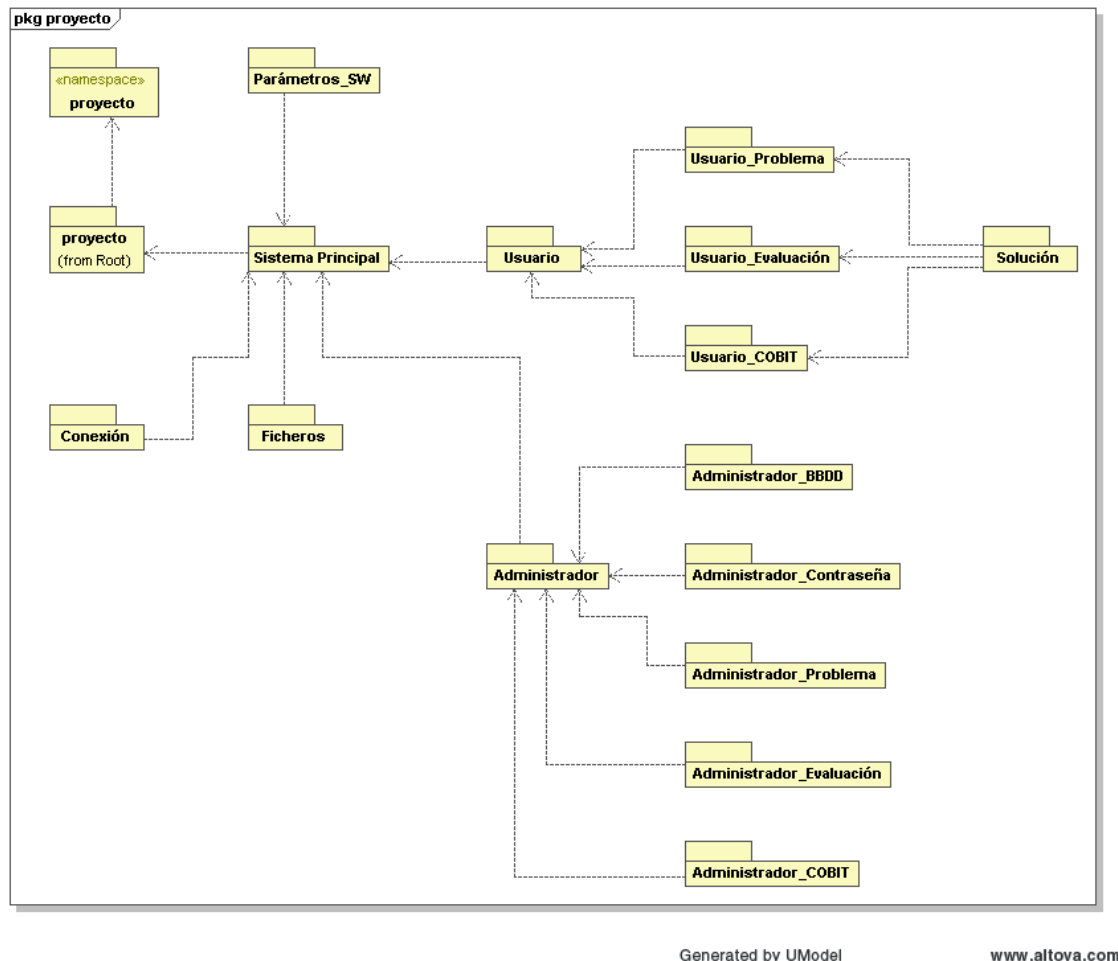 pkg proyecto
«namespace»
proyecto
Parámetros_SW
Usuario_Problema
proyecto
(from Root)
Sistema Principal
Usuario
Usuario_Evaluación
Solución
Usuario_COBIT
Conexión
Ficheros
Administrador_BBDD
Administrador
Administrador_Contraseña
Administrador_Problema
Administrador_Evaluación
Administrador_COBIT
Generated by UModel
www.altova.com